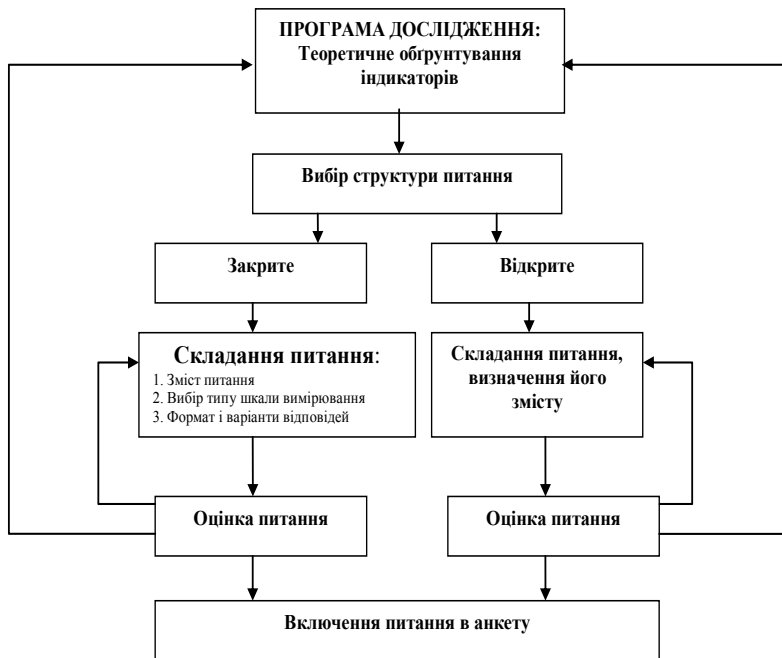 ПРОГРАМА ДОСЛІДЖЕННЯ:
Теоретичне обґрунтування
індикаторів
Вибір структури питання
Закрите
Відкрите
Складання питання:
1. Зміст питання
2. Вибір типу шкали вимірювання
3. Формат і варіанти відповідей
Складання питання,
визначення його
змісту
Оцінка питання
Оцінка питання
Включення питання в анкету